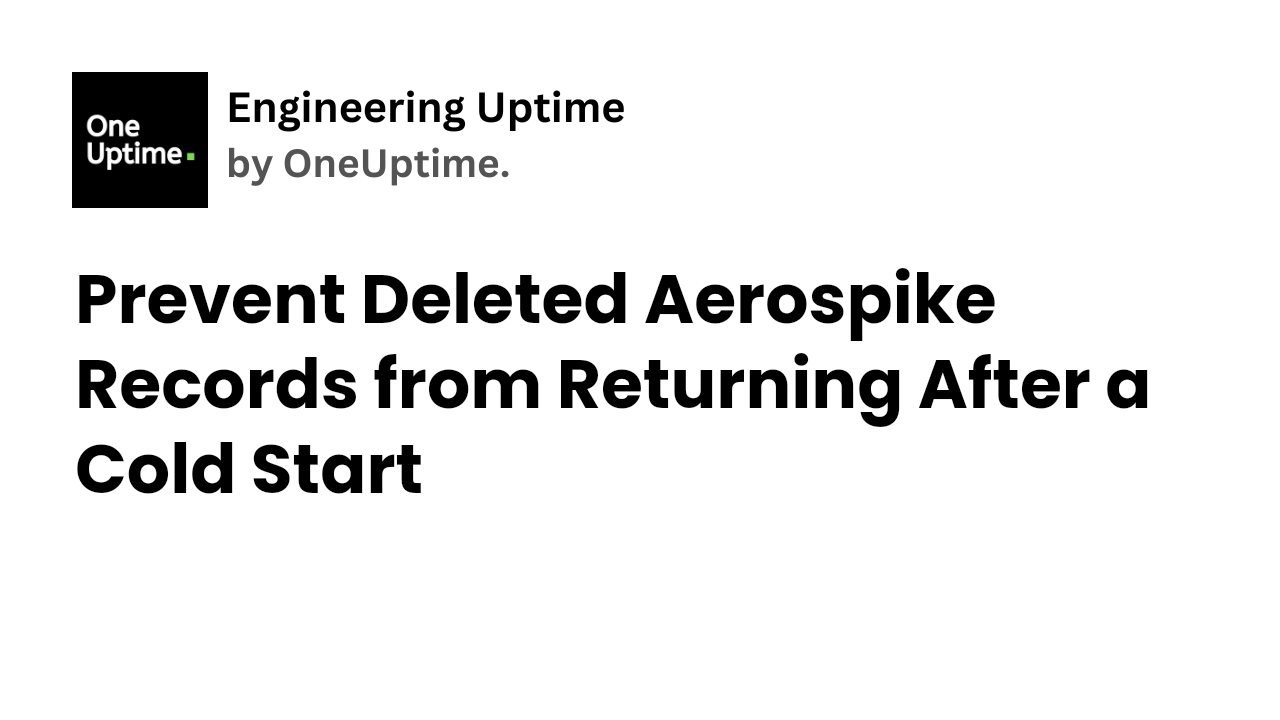 One
Uptime.
Engineering Uptime
by OneUptime.
Prevent Deleted Aerospike
Records from Returning After a
Cold Start